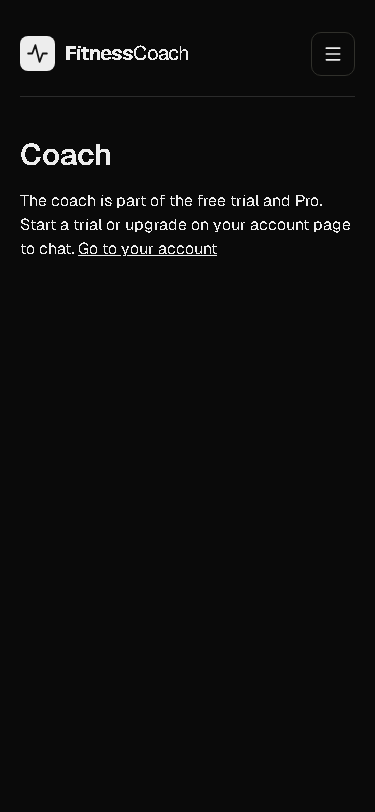 FitnessCoach
Coach
The coach is part of the free trial and Pro.
Start a trial or upgrade on your account page
to chat. Go to your account